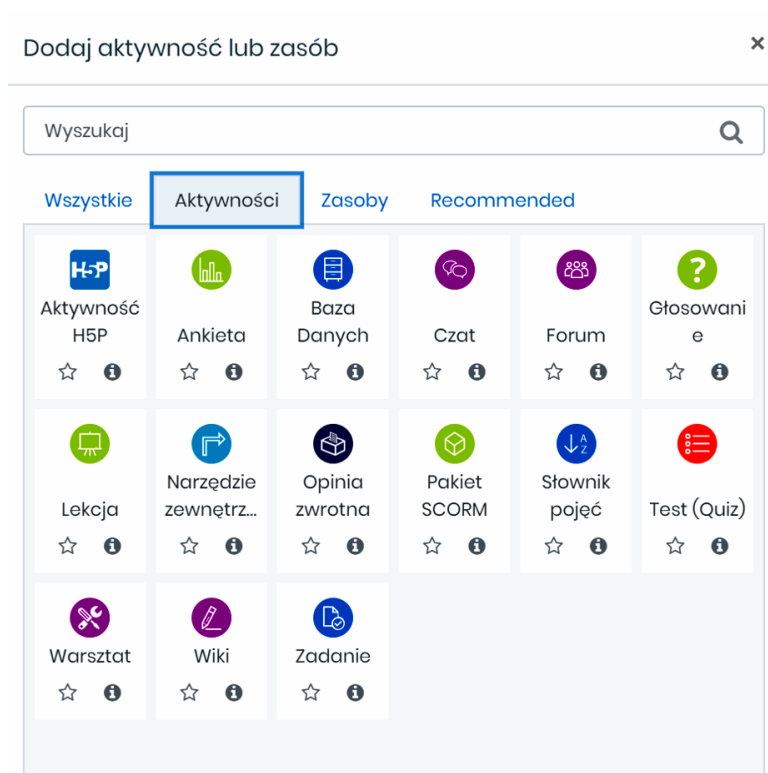 Dodaj aktywność lub zasób
×
Wyszukaj
Wszystkie Aktywności Zasoby Recommended
H5P
Aktywność
H5P
Ankieta
Baza
Danych
Czat
Forum
?
Głosowani
e
Lekcja
Narzędzie
zewnętrz...
Opinia
zwrotna
Pakiet
SCORM
A
Z
Słownik
pojęć
Test (Quiz)
Warsztat
Wiki
Zadanie